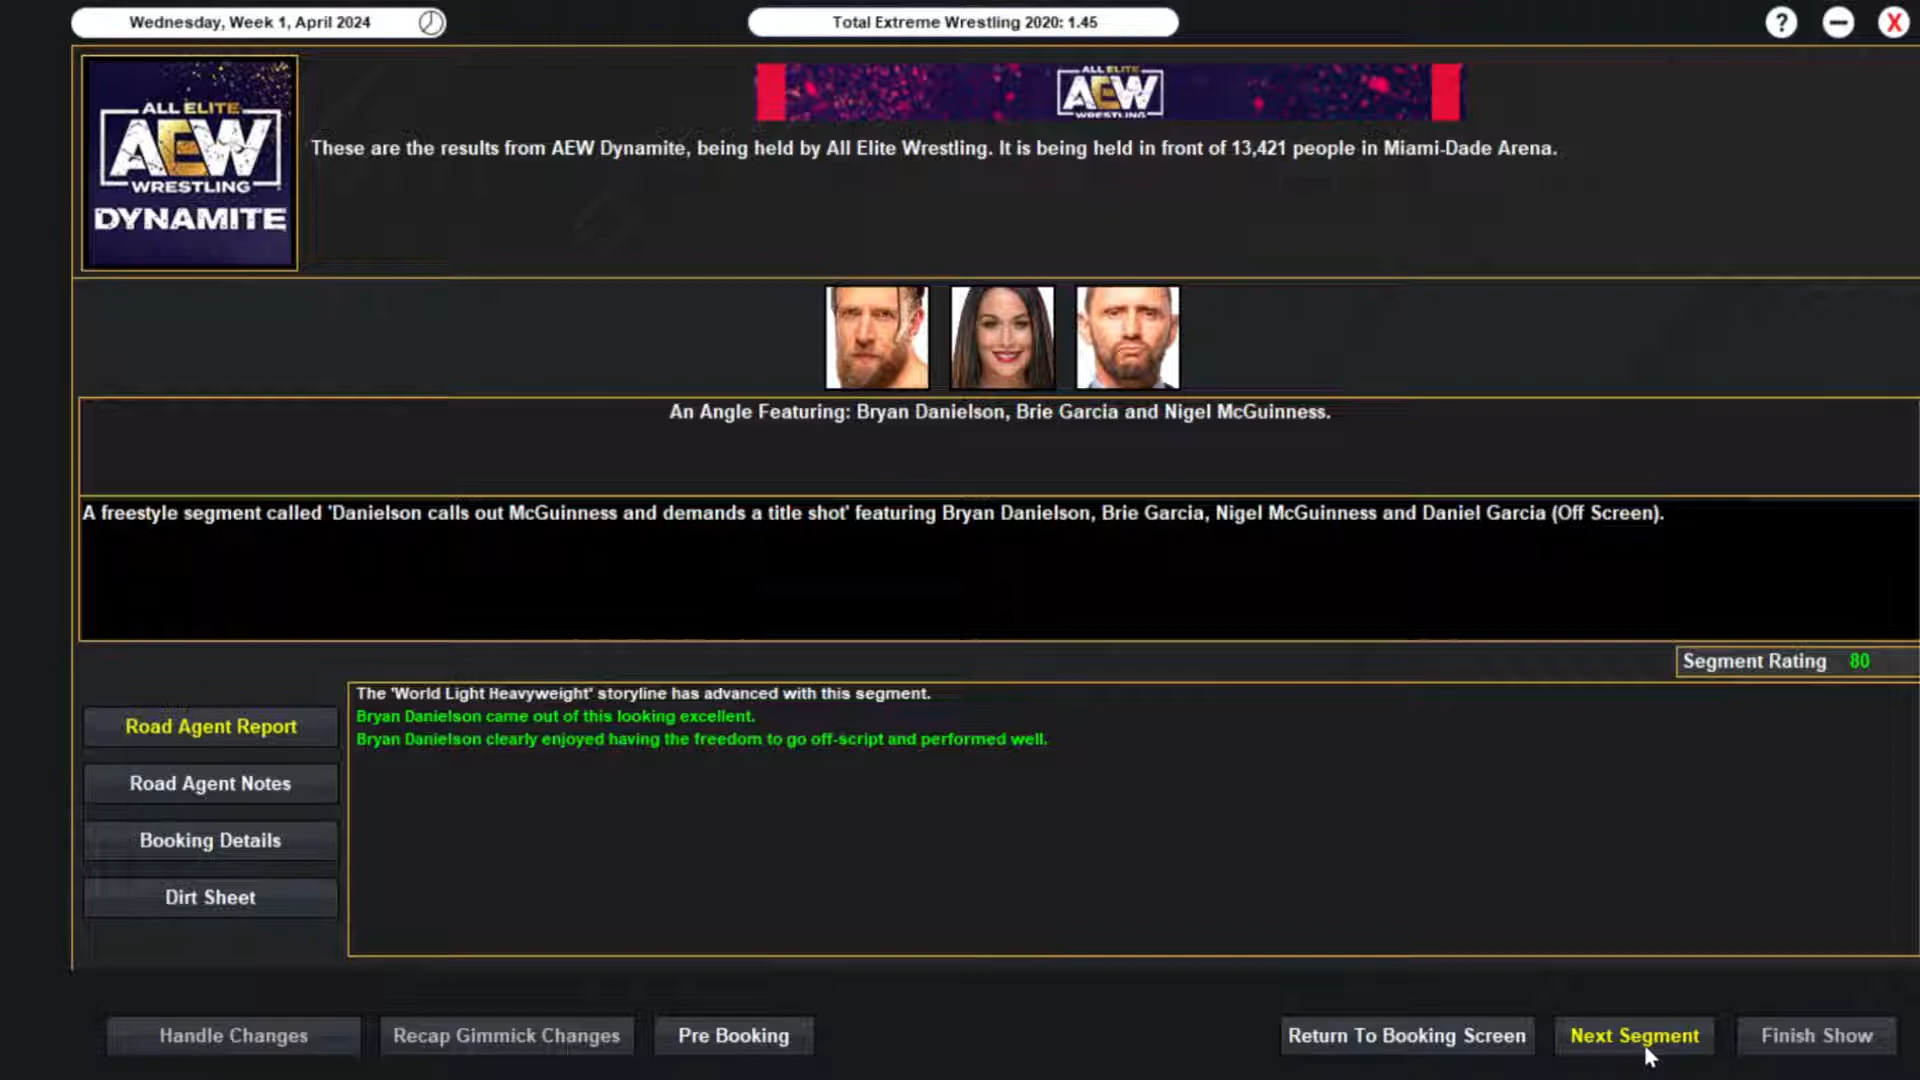 Wednesday, Week 1, April 2024
Total Extreme Wrestling 2020: 1.45
?
X
ALL ELITE
AEW
WRESTLING
DYNAMITE
ALL ELITE
AEW
WRESTLING
These are the results from AEW Dynamite, being held by All Elite Wrestling. It is being held in front of 13,421 people in Miami-Dade Arena.
An Angle Featuring: Bryan Danielson, Brie Garcia and Nigel McGuinness.
A freestyle segment called 'Danielson calls out McGuinness and demands a title shot' featuring Bryan Danielson, Brie Garcia, Nigel McGuinness and Daniel Garcia (Off Screen).
Segment Rating 80
Road Agent Report
Road Agent Notes
Booking Details
Dirt Sheet
The 'World Light Heavyweight' storyline has advanced with this segment.
Bryan Danielson came out of this looking excellent.
Bryan Danielson clearly enjoyed having the freedom to go off-script and performed well.
Handle Changes
Recap Gimmick Changes
Pre Booking
Return To Booking Screen
Next Segment
Finish Show